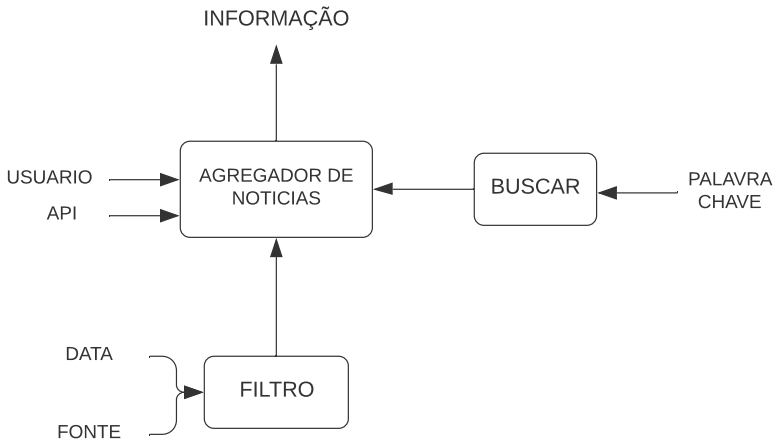 INFORMAÇÃO
USUARIO
API
AGREGADOR DE
NOTICIAS
BUSCAR
PALAVRA
CHAVE
DATA
FONTE
FILTRO